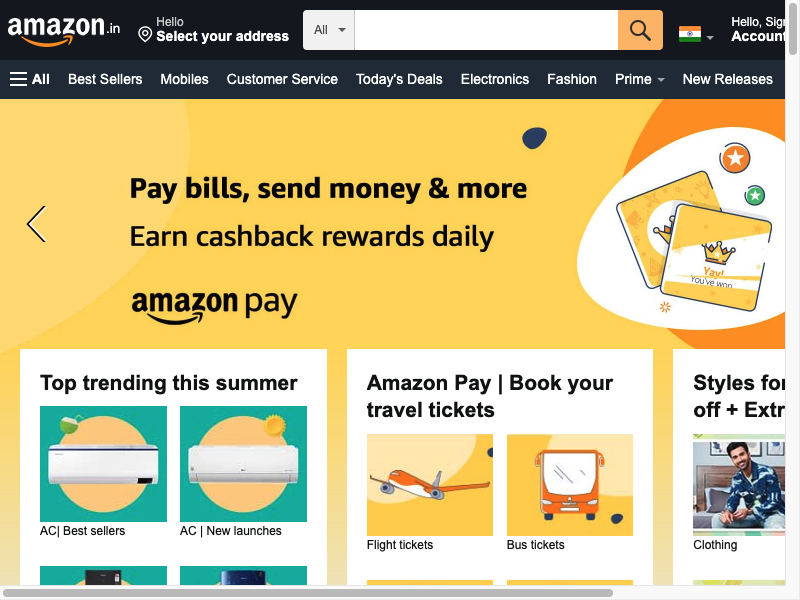 amazon.in
Hello
Select your address
All
Hello, Sig
Account
All
Best Sellers
Mobiles
Customer Service
Today's Deals
Electronics
Fashion
Prime
New Releases
Pay bills, send money & more
Earn cashback rewards daily
amazon pay
Yay!
You've won
Top trending this summer
AC| Best sellers
AC | New launches
Amazon Pay | Book your
travel tickets
Flight tickets
Bus tickets
Styles for
off + Extr
Clothing